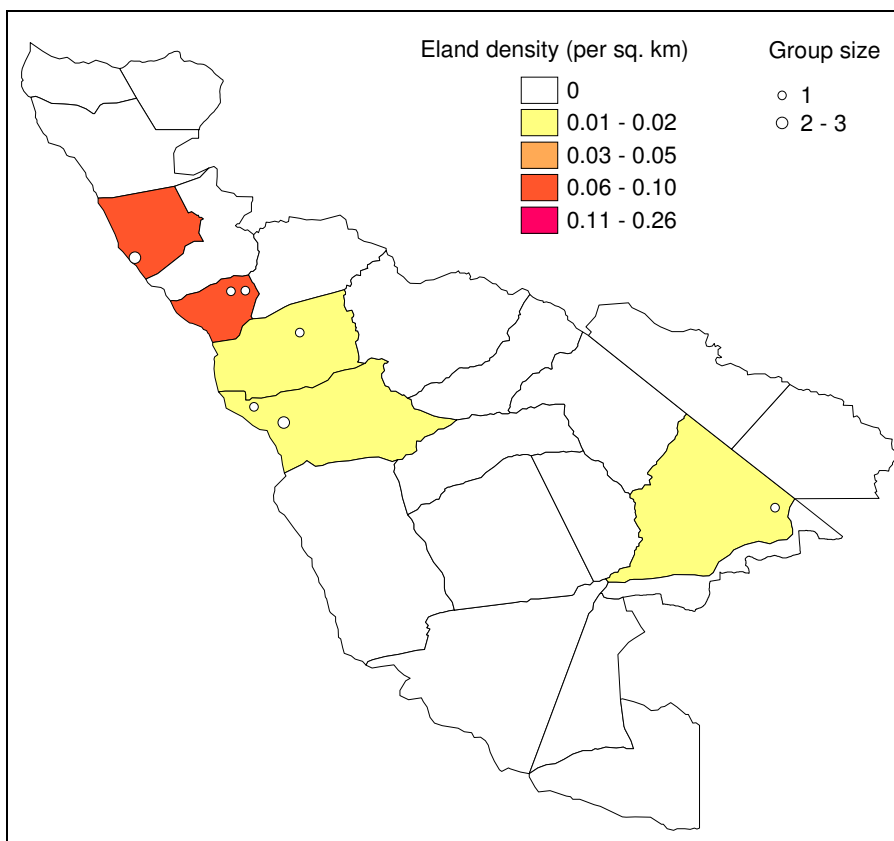 Eland density (per sq. km)
0
0.01 - 0.02
0.03 - 0.05
0.06 - 0.10
0.11 - 0.26
Group size
1
2 - 3